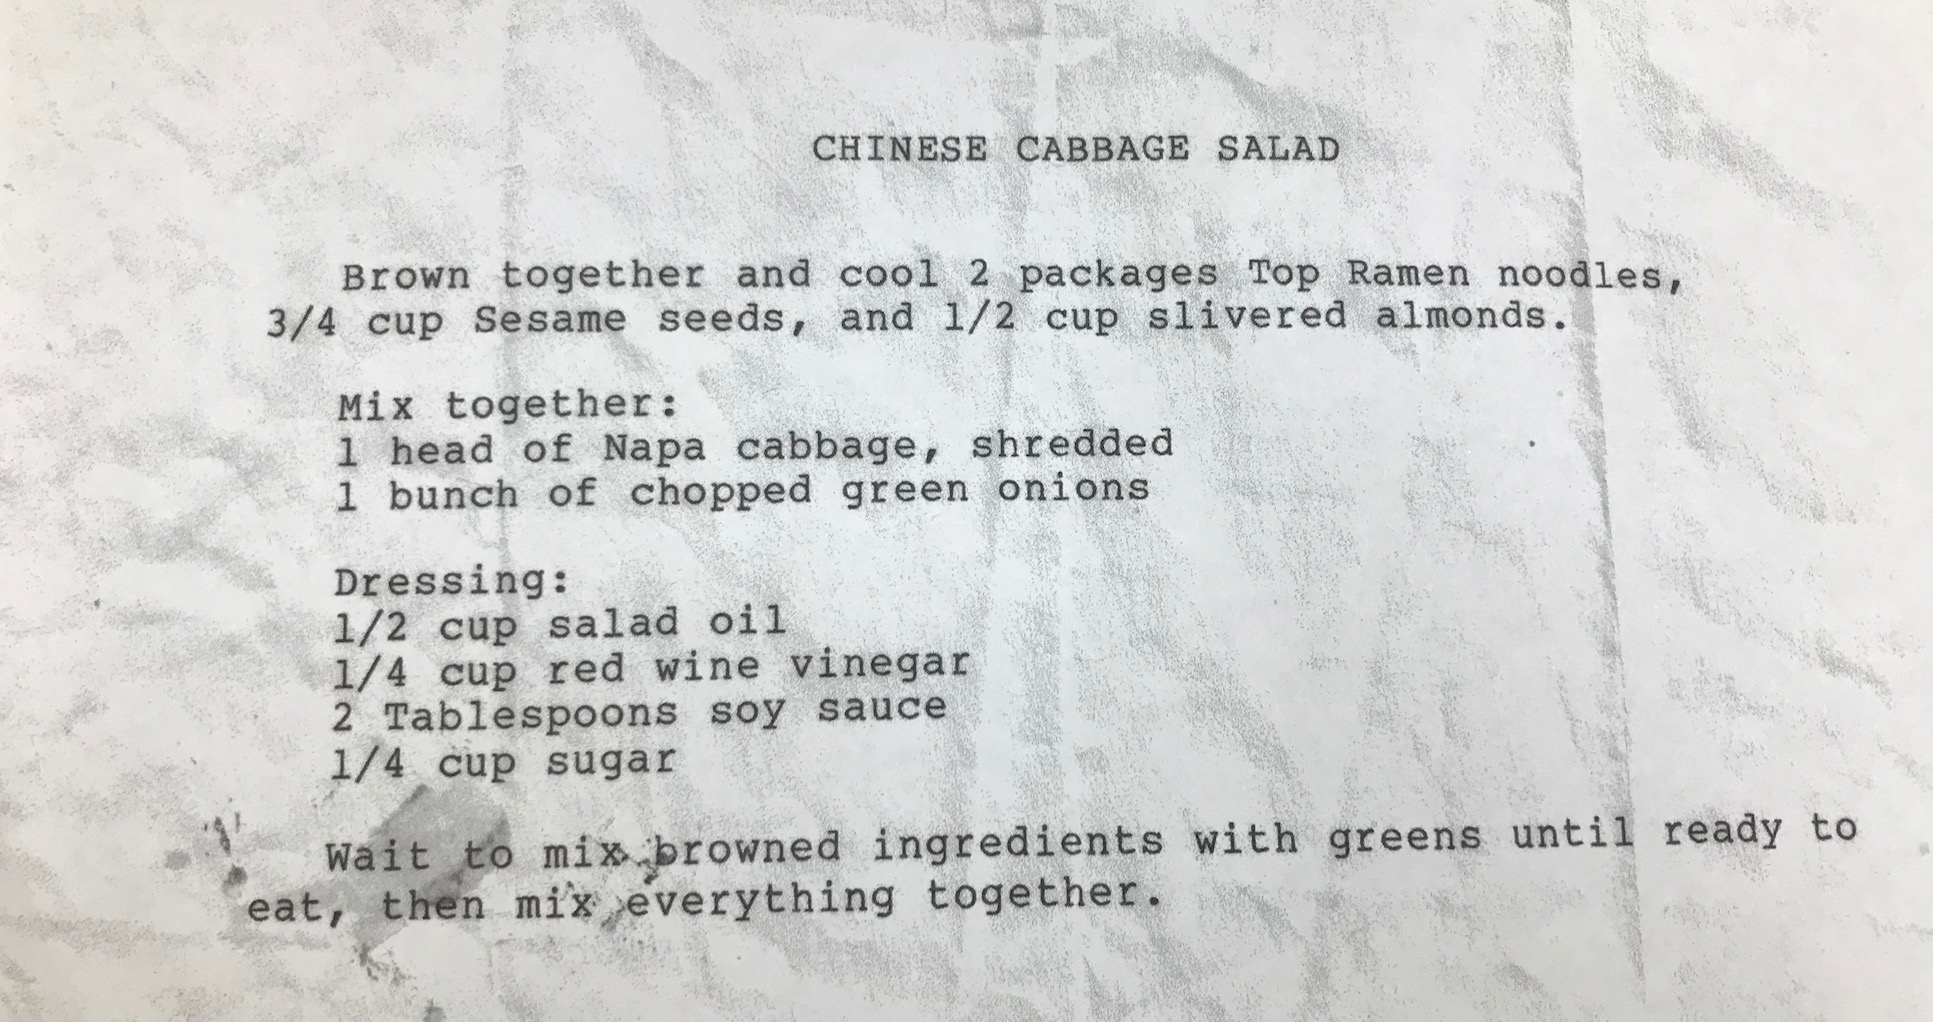 CHINESE CABBAGE SALAD
Brown together and cool 2 packages Top Ramen noodles,
3/4 cup Sesame seeds, and 1/2 cup slivered almonds.
Mix together:
1 head of Napa cabbage, shredded
1 bunch of chopped green onions
Dressing:
1/2 cup salad oil
1/4 cup red wine vinegar
2 Tablespoons soy sauce
1/4 cup sugar
Wait to mix browned ingredients with greens until ready to
eat, then mix everything together.